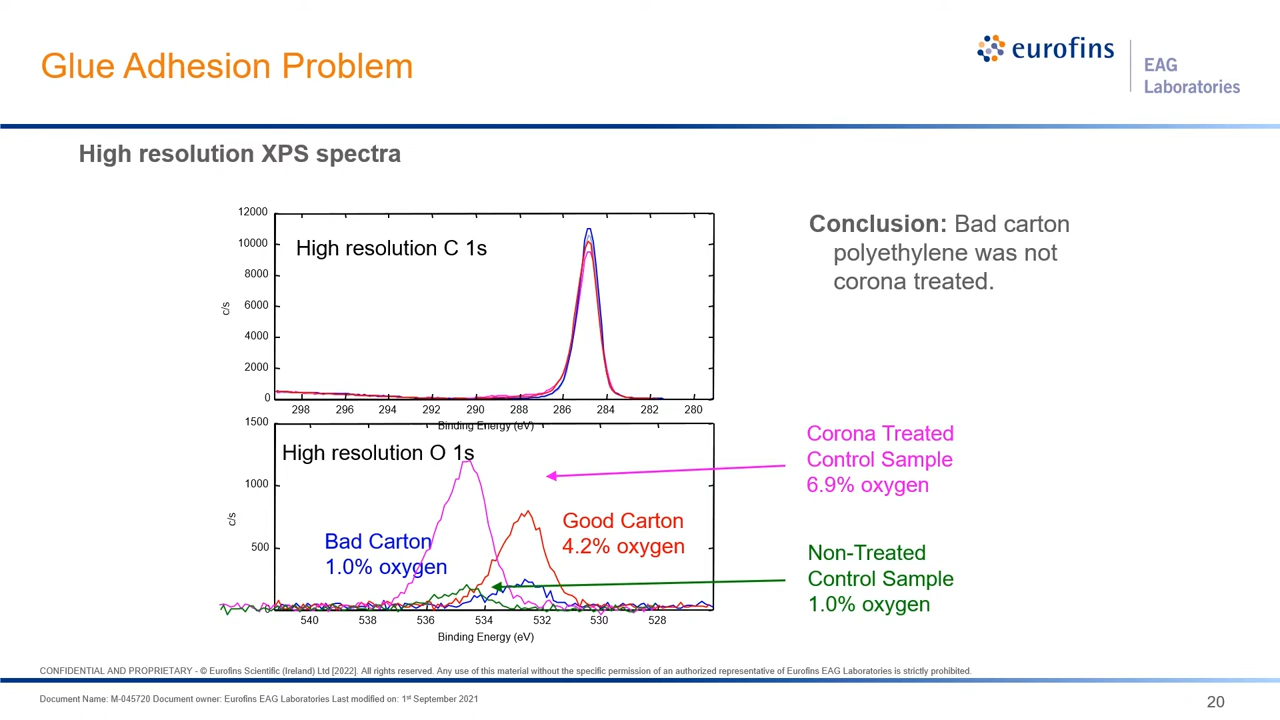 Glue Adhesion Problem
eurofins
EAG
Laboratories
High resolution XPS spectra
12000
10000
8000
6000
4000
2000
0
c/s
High resolution C 1s
298 296 294 292 290 288 286 284 282 280
Binding Energy (eV)
1500
1000
500
0
c/s
High resolution O 1s
Bad Carton
1.0% oxygen
Good Carton
4.2% oxygen
540 538 536 534 532 530 528
Binding Energy (eV)
Conclusion: Bad carton
polyethylene was not
corona treated.
Corona Treated
Control Sample
6.9% oxygen
Non-Treated
Control Sample
1.0% oxygen
CONFIDENTIAL AND PROPRIETARY - © Eurofins Scientific (Ireland) Ltd [2022]. All rights reserved. Any use of this material without the specific permission of an authorized representative of Eurofins EAG Laboratories is strictly prohibited.
Document Name: M-045720 Document owner: Eurofins EAG Laboratories Last modified on: 1st September 2021
20